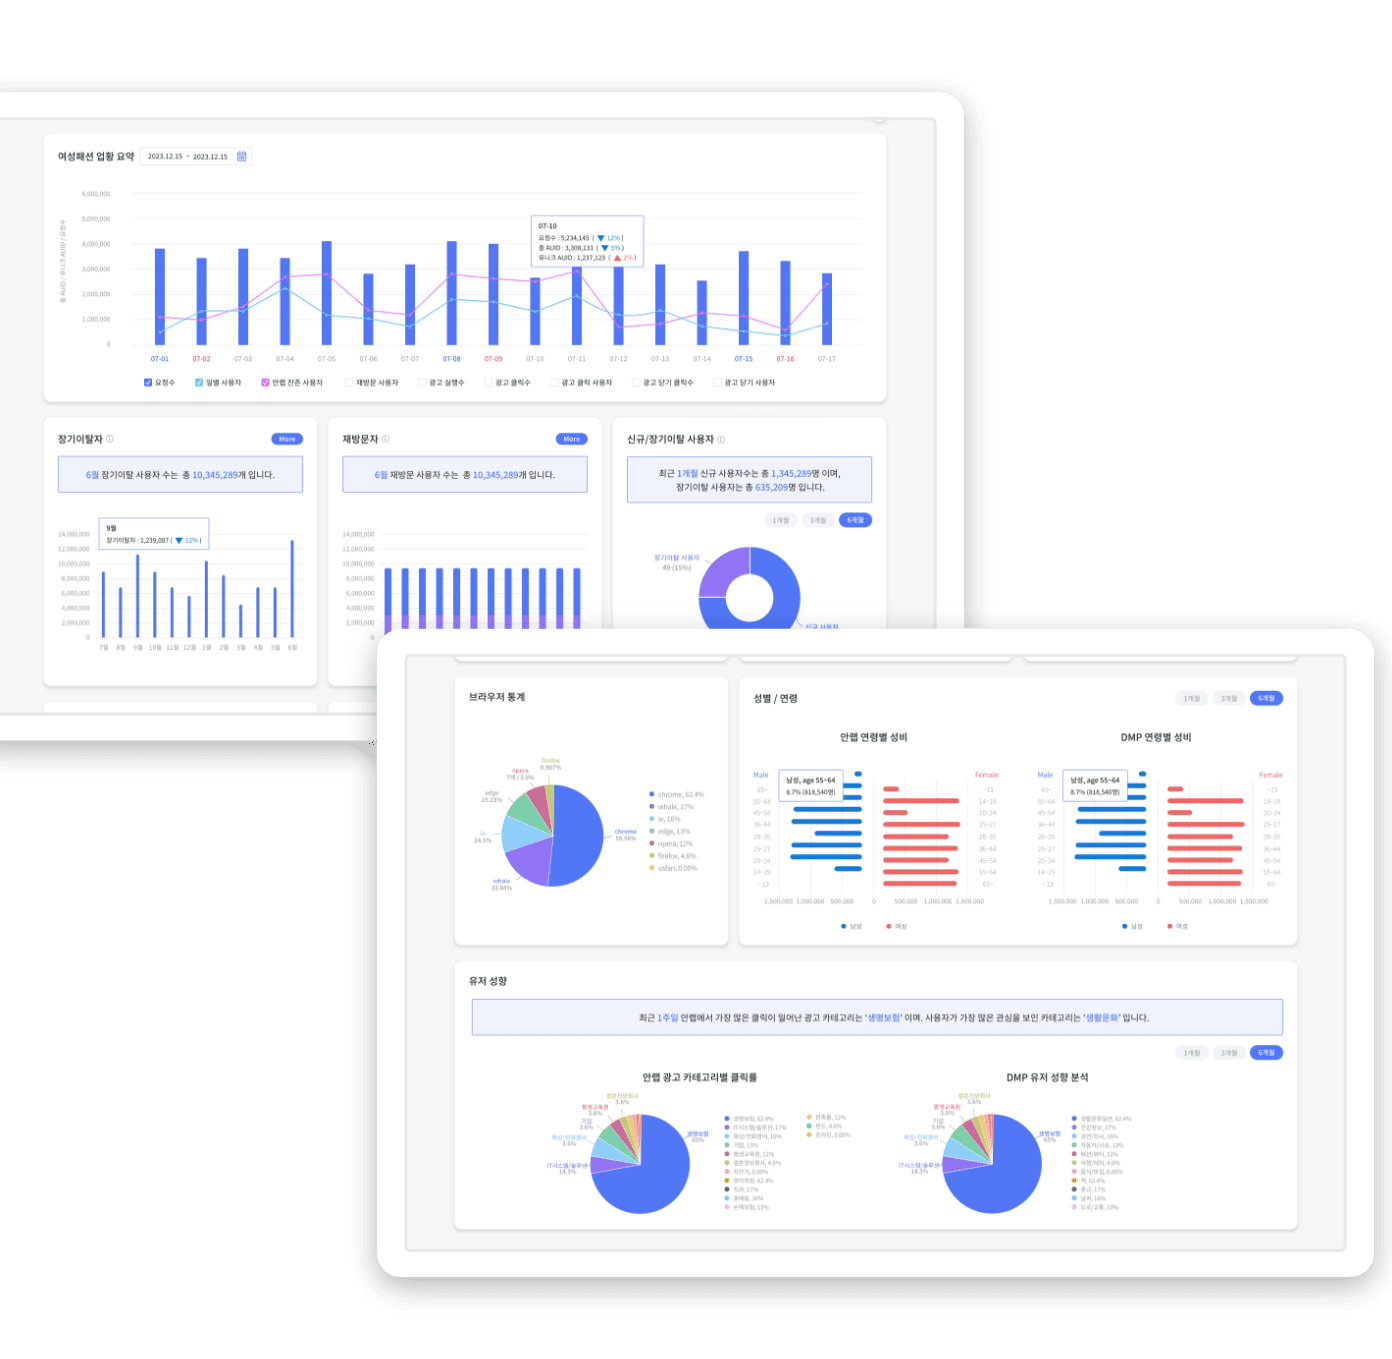 여성패션 업황 요약
2023.12.15 ~ 2023.12.15
총 AUID / 유니크 AUID / 요청수
6,000,000
5,000,000
4,000,000
3,000,000
2,000,000
1,000,000
0
07-10
요청수 : 5,234,145 ( ▼ 12% )
총 AUID : 3,308,131 ( ▼ 5% )
유니크 AUID : 1,237,123 ( ▲ 2% )
07-01 07-02 07-03 07-04 07-05 07-06 07-07 07-08 07-09 07-10 07-11 07-12 07-13 07-14 07-15 07-16 07-17
요청수 일별 사용자 안랩 잔존 사용자 재방문 사용자 광고 실행수 광고 클릭수 광고 클릭 사용자 광고 닫기 클릭수 광고 닫기 사용자
장기이탈자
More
6월 장기이탈 사용자 수는 총 10,345,289개 입니다.
14,000,000
12,000,000
10,000,000
8,000,000
6,000,000
4,000,000
2,000,000
0
9월
장기이탈자 : 1,239,087 ( ▼ 12% )
7월 8월 9월 10월 11월 12월 1월 2월 3월 4월 5월 6월
재방문자
More
6월 재방문 사용자 수는 총 10,345,289개 입니다.
14,000,000
12,000,000
10,000,000
8,000,000
6,000,000
4,000,000
2,000,000
0
신규/장기이탈 사용자
최근 1개월 신규 사용자수는 총 1,345,289명 이며,
장기이탈 사용자는 총 635,209명 입니다.
1개월 3개월 6개월
장기이탈 사용자
49 (15%)
신규 사용자
브라우저 통계
firefox
0.987%
opera
7개 / 3.6%
edge
19.23%
ie
24.5%
whale
33.84%
chrome
59.98%
chrome, 62.4%
whale, 17%
ie, 16%
edge, 13%
opera, 12%
firefox, 4.6%
safari, 0.00%
성별 / 연령
1개월 3개월 6개월
안랩 연령별 성비
Male
Female
남성, age 55~64
8.7% (818,540명)
65~
55~64
45~54
36~44
28~35
25~27
20~24
14~19
~ 13
~13
14~19
20~24
25~27
28~35
36~44
45~54
55~64
65~
1,500,000 1,000,000 500,000 0 500,000 1,000,000 1,500,000
남성 여성
DMP 연령별 성비
Male
Female
남성, age 55~64
8.7% (818,540명)
65~
55~64
45~54
36~44
28~35
25~27
20~24
14~19
~ 13
~13
14~19
20~24
25~27
28~35
36~44
45~54
55~64
65~
1,500,000 1,000,000 500,000 0 500,000 1,000,000 1,500,000
남성 여성
유저 성향
최근 1주일 안랩에서 가장 많은 클릭이 일어난 광고 카테고리는 '생명보험' 이며, 사용자가 가장 많은 관심을 보인 카테고리는 '생활문화' 입니다.
1개월 3개월 6개월
안랩 광고 카테고리별 클릭률
결혼정보회사
3.6%
평생교육원
3.6%
기업
3.6%
화상/전화영어
3.6%
IT시스템/솔루션
14.3%
생명보험
65%
생명보험, 62.4%
IT시스템/솔루션, 17%
화상/전화영어, 16%
기업, 13%
평생교육원, 12%
결혼정보회사, 4.6%
자전거, 0.00%
영어학원, 62.4%
치과, 17%
꽃배달, 16%
손해보험, 13%
건축물, 12%
펀드, 4.6%
온라인, 0.00%
DMP 유저 성향 분석
결혼정보회사
3.6%
평생교육원
3.6%
기업
3.6%
화상/전화영어
3.6%
IT시스템/솔루션
14.3%
생명보험
65%
생활문화일반, 62.4%
건강정보, 17%
공연/전시, 16%
자동차/시승, 13%
패션/뷰티, 12%
여행/레저, 4.6%
음식/맛집, 0.00%
책, 62.4%
종교, 17%
날씨, 16%
도로/교통, 13%